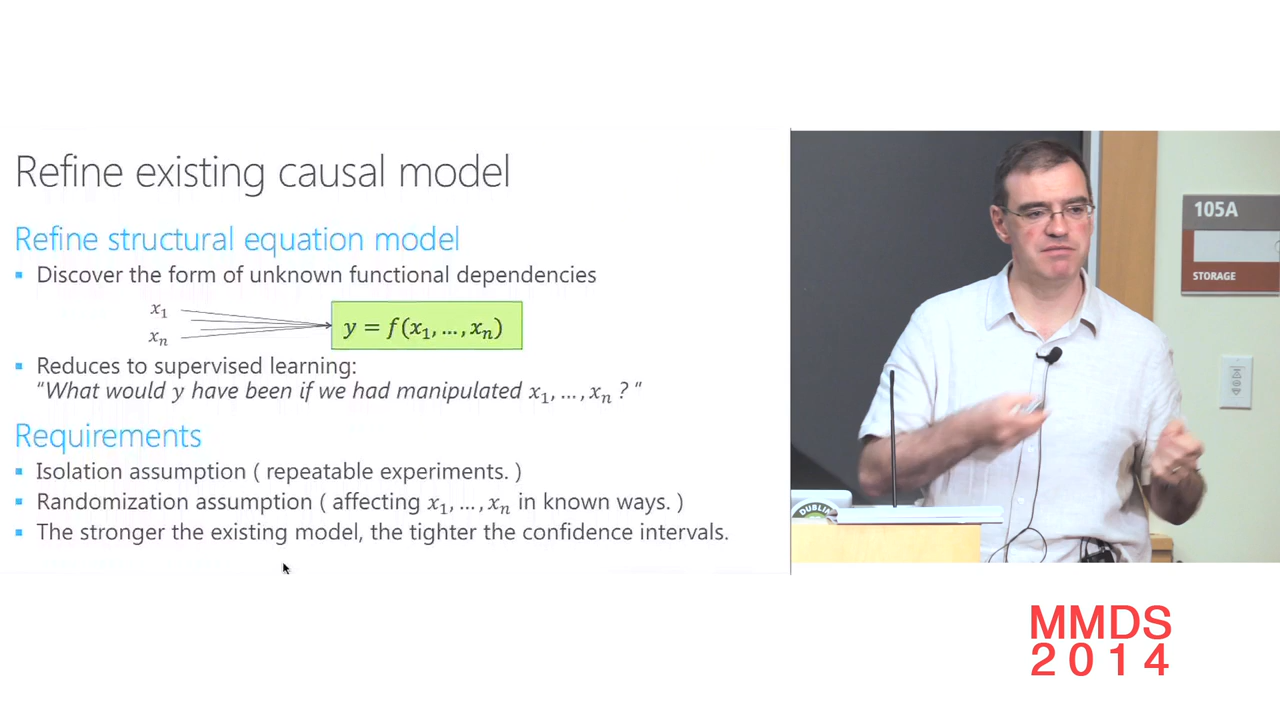 Refine existing causal model
Refine structural equation model
▪ Discover the form of unknown functional dependencies
x₁
xₙ
y = f(x₁, … , xₙ)
▪ Reduces to supervised learning:
“What would y have been if we had manipulated x₁, … , xₙ ? “
Requirements
▪ Isolation assumption ( repeatable experiments. )
▪ Randomization assumption ( affecting x₁, … , xₙ in known ways. )
▪ The stronger the existing model, the tighter the confidence intervals.
105A
STORAGE
DUBLIN
MMDS
2014